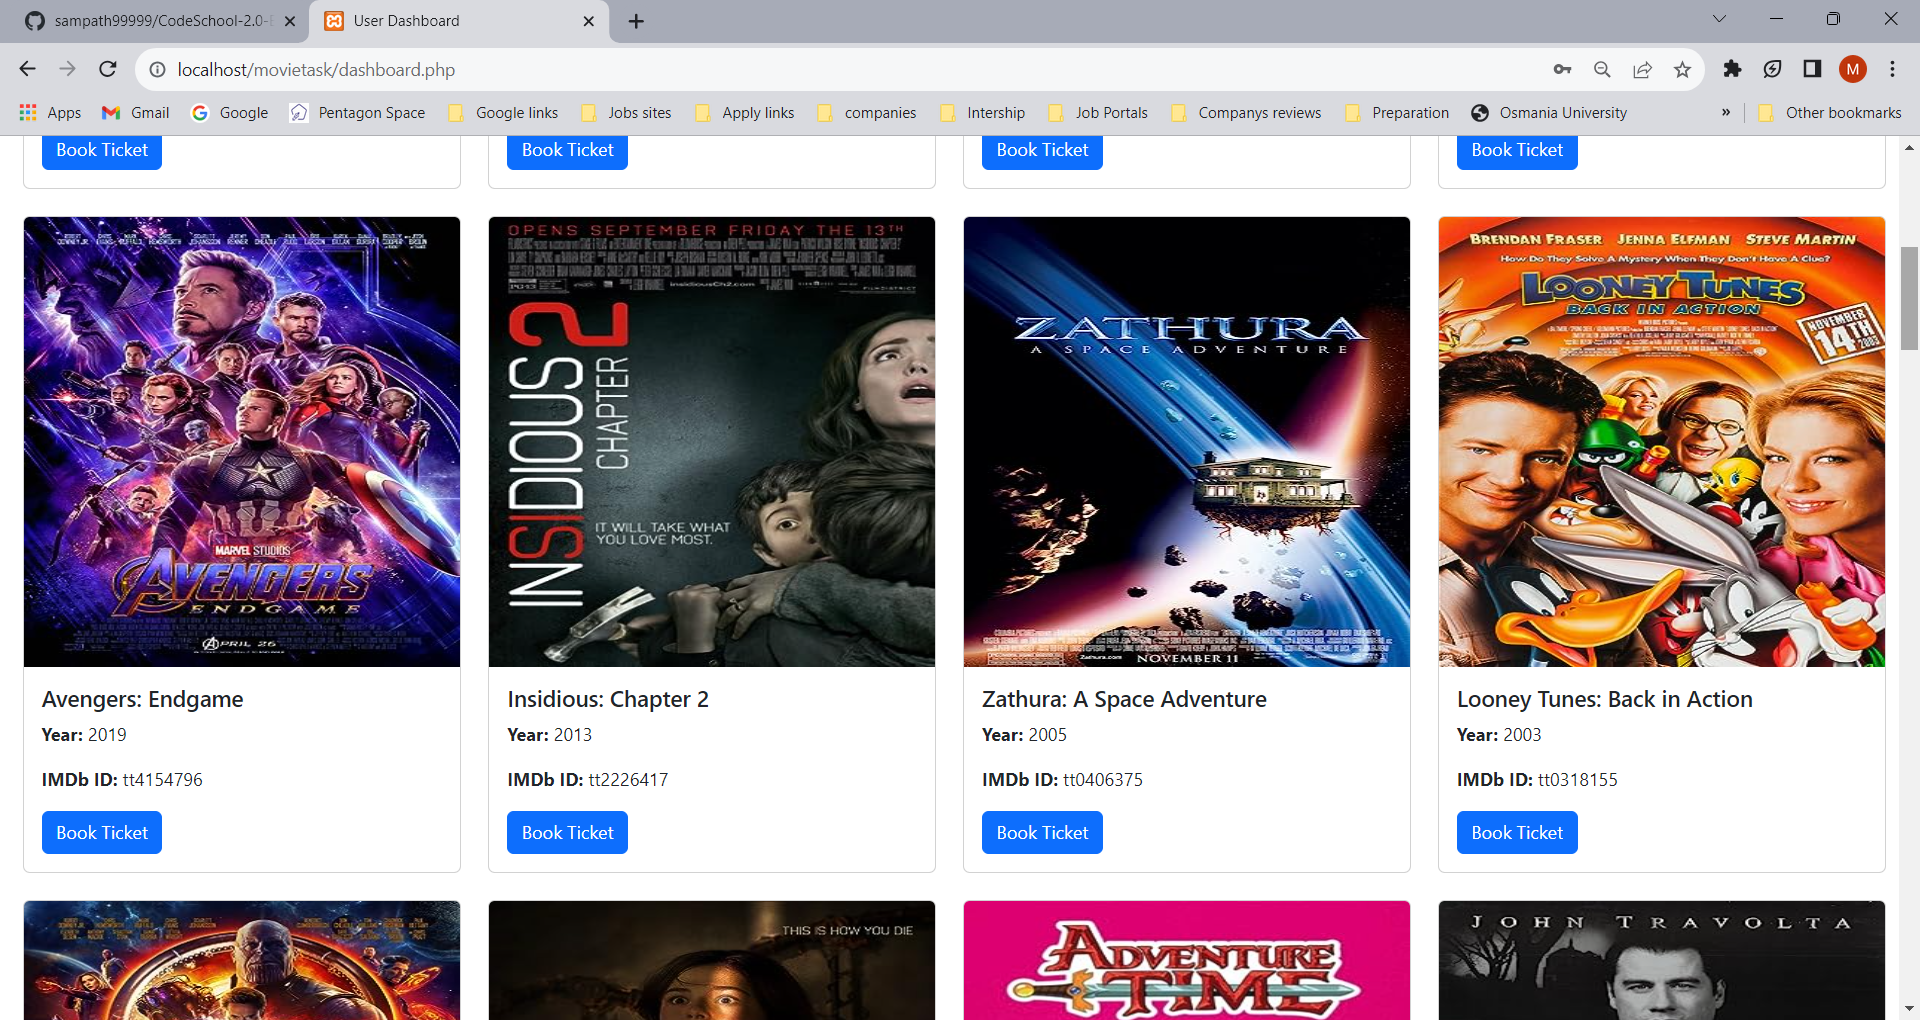 sampath99999/CodeSchool-2.0-
User Dashboard
localhost/movietask/dashboard.php
M
Apps
Gmail
Google
Pentagon Space
Google links
Jobs sites
Apply links
companies
Intership
Job Portals
Companys reviews
Preparation
Osmania University
»
Other bookmarks
Book Ticket
Book Ticket
Book Ticket
Book Ticket
MARVEL STUDIOS
AVENGERS
ENDGAME
APRIL 26
OPENS SEPTEMBER FRIDAY THE 13TH
INSIDIOUS
CHAPTER 2
IT WILL TAKE WHAT
YOU LOVE MOST.
insidiousCh2.com
ZATHURA
A SPACE ADVENTURE
Zathura.com
NOVEMBER 11
BRENDAN FRASER JENNA ELFMAN STEVE MARTIN
How Do They Solve A Mystery When They Don't Have A Clue?
LOONEY TUNES
BACK IN ACTION
NOVEMBER
14TH
2003
Avengers: Endgame
Year: 2019
IMDb ID: tt4154796
Book Ticket
Insidious: Chapter 2
Year: 2013
IMDb ID: tt2226417
Book Ticket
Zathura: A Space Adventure
Year: 2005
IMDb ID: tt0406375
Book Ticket
Looney Tunes: Back in Action
Year: 2003
IMDb ID: tt0318155
Book Ticket
THIS IS HOW YOU DIE
ADVENTURE
TIME
JOHN TRAVOLTA